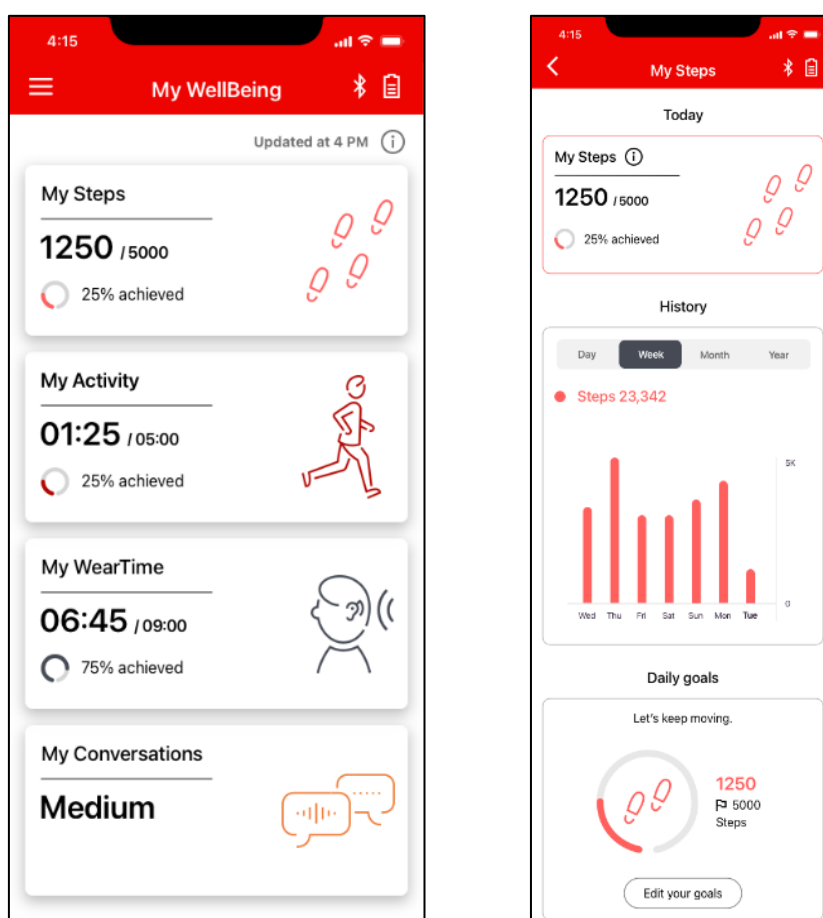 4:15
My WellBeing
Updated at 4 PM
My Steps
1250 / 5000
25% achieved
My Activity
01:25 / 05:00
25% achieved
My WearTime
06:45 / 09:00
75% achieved
My Conversations
Medium
4:15
My Steps
Today
My Steps
1250 / 5000
25% achieved
History
Day Week Month Year
Steps 23,342
5K
0
Wed Thu Fri Sat Sun Mon Tue
Daily goals
Let's keep moving.
1250
5000
Steps
Edit your goals